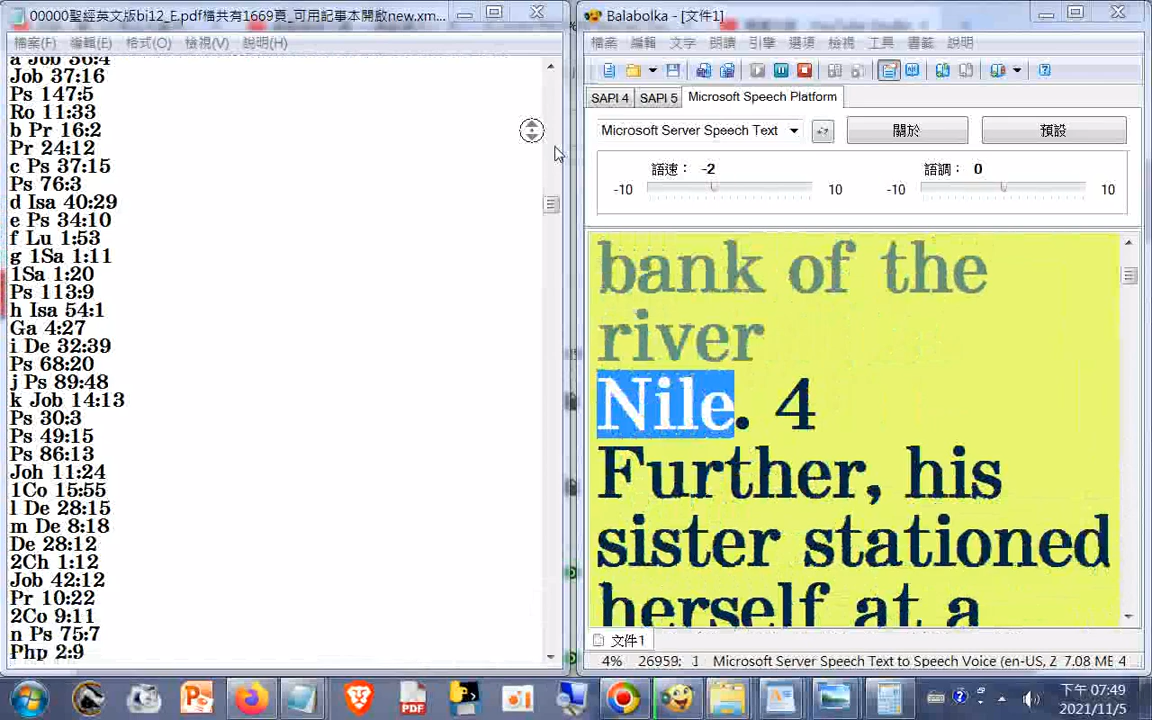 00000聖經英文版bi12_E.pdf檔共有1669頁_可用記事本開啟new.xm...
檔案(F) 編輯(E) 格式(O) 檢視(V) 說明(H)
a Job 36:4
Job 37:16
Ps 147:5
Ro 11:33
b Pr 16:2
Pr 24:12
c Ps 37:15
Ps 76:3
d Isa 40:29
e Ps 34:10
f Lu 1:53
g 1Sa 1:11
1Sa 1:20
Ps 113:9
h Isa 54:1
Ga 4:27
i De 32:39
Ps 68:20
j Ps 89:48
k Job 14:13
Ps 30:3
Ps 49:15
Ps 86:13
Joh 11:24
1Co 15:55
l De 28:15
m De 8:18
De 28:12
2Ch 1:12
Job 42:12
Pr 10:22
2Co 9:11
n Ps 75:7
Php 2:9
Balabolka - [文件1]
檔案 編輯 文字 朗讀 引擎 選項 檢視 工具 書籤 說明
SAPI 4 SAPI 5 Microsoft Speech Platform
Microsoft Server Speech Text 關於 預設
語速： -2 語調： 0
-10 10 -10 10
bank of the
river
Nile. 4
Further, his
sister stationed
herself at a
文件1
4% 26959: 1 Microsoft Server Speech Text to Speech Voice (en-US, Z 7.08 ME 4
PDF
下午 07:49
2021/11/5